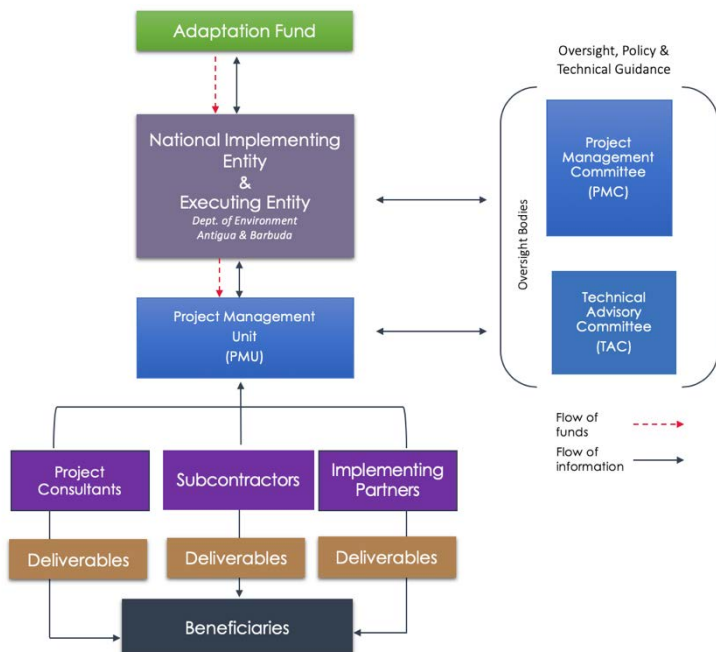 Adaptation Fund
National Implementing
Entity
&
Executing Entity
Dept. of Environment
Antigua & Barbuda
Project Management
Unit
(PMU)
Project
Consultants
Subcontractors
Implementing
Partners
Deliverables
Deliverables
Deliverables
Beneficiaries
Oversight, Policy &
Technical Guidance
Oversight Bodies
Project
Management
Committee
(PMC)
Technical
Advisory
Committee
(TAC)
Flow of
funds
Flow of
information